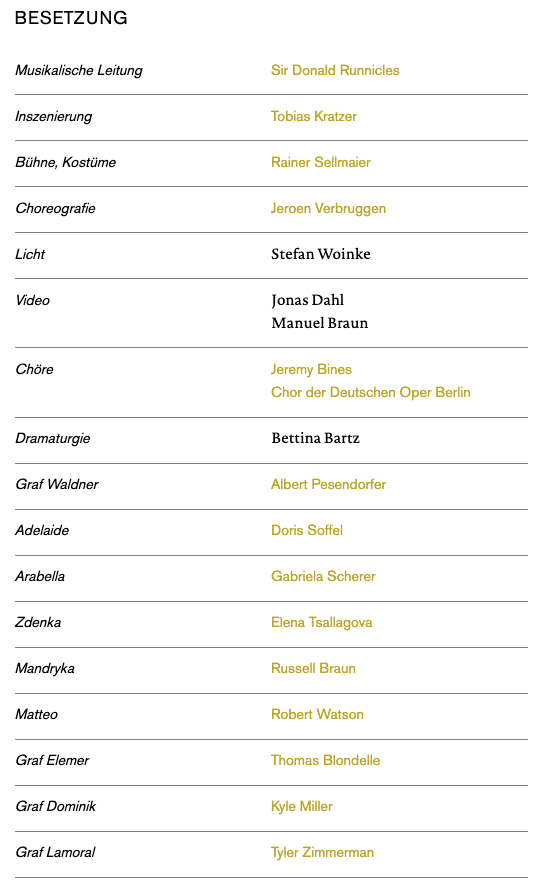 BESETZUNG
Musikalische Leitung Sir Donald Runnicles
Inszenierung Tobias Kratzer
Bühne, Kostüme Rainer Sellmaier
Choreografie Jeroen Verbruggen
Licht Stefan Woinke
Video Jonas Dahl
Manuel Braun
Chöre Jeremy Bines
Chor der Deutschen Oper Berlin
Dramaturgie Bettina Bartz
Graf Waldner Albert Pesendorfer
Adelaide Doris Soffel
Arabella Gabriela Scherer
Zdenka Elena Tsallagova
Mandryka Russell Braun
Matteo Robert Watson
Graf Elemer Thomas Blondelle
Graf Dominik Kyle Miller
Graf Lamoral Tyler Zimmerman